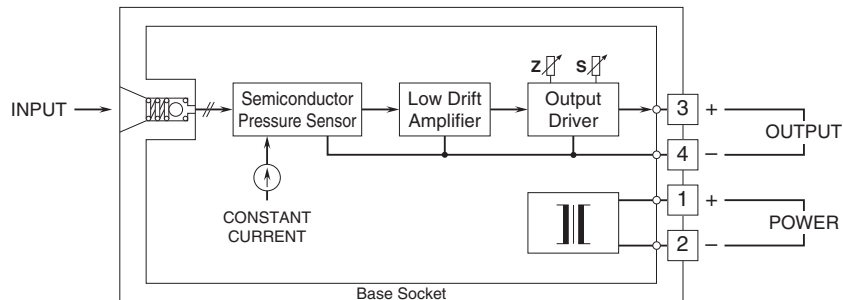 Z
S
INPUT
Semiconductor
Pressure Sensor
Low Drift
Amplifier
Output
Driver
3
+
OUTPUT
4
–
CONSTANT
CURRENT
1
+
POWER
2
–
Base Socket